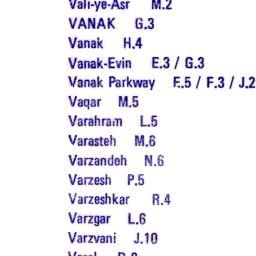 Vali-ye-Asr M.2
VANAK G.3
Vanak H.4
Vanak-Evin E.3 / G.3
Vanak Parkway E.5 / F.3 / J.2
Vaqar M.5
Varahram L.5
Varasteh M.6
Varzandeh N.6
Varzesh P.5
Varzeshkar R.4
Varzgar L.6
Varzvani J.10